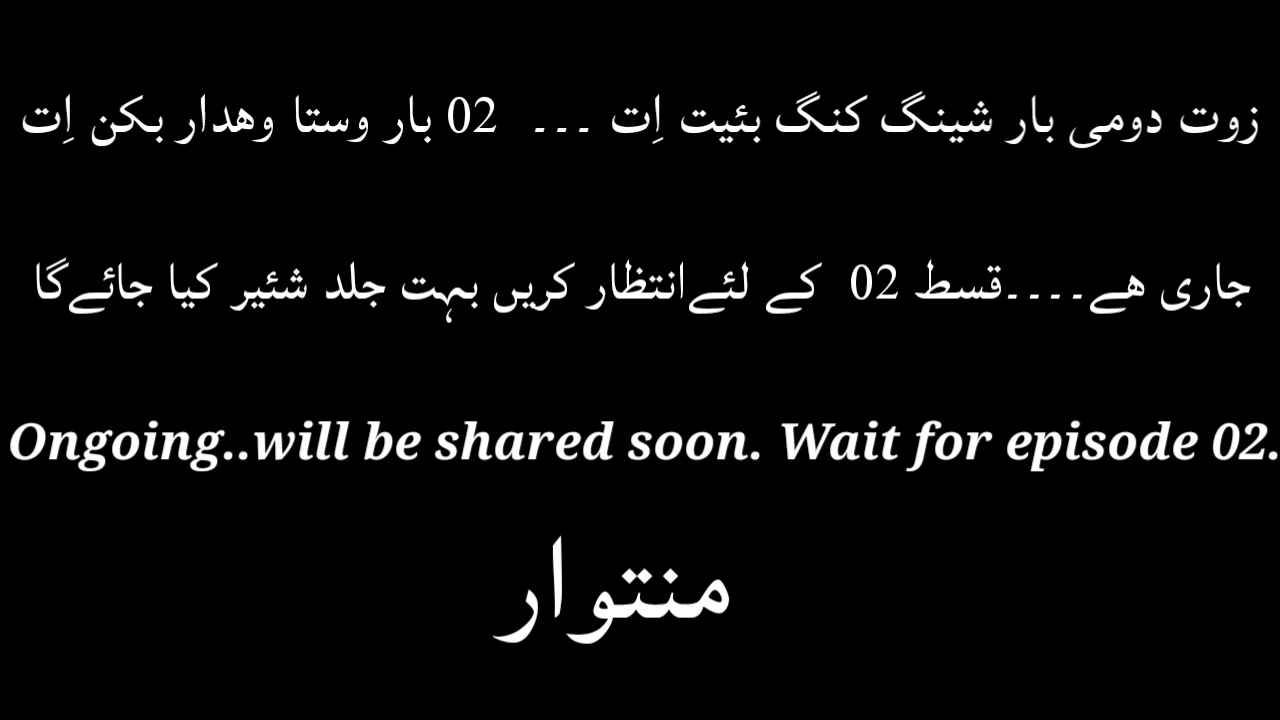 زوت دومی بار شینگ کنگ بئیت اِت ۔۔۔ 02 بار وستا وھدار بکن اِت
جاری ھے۔۔۔۔قسط 02 کے لئےانتظار کریں بہت جلد شئیر کیا جائےگا
Ongoing..will be shared soon. Wait for episode 02.
منتوار